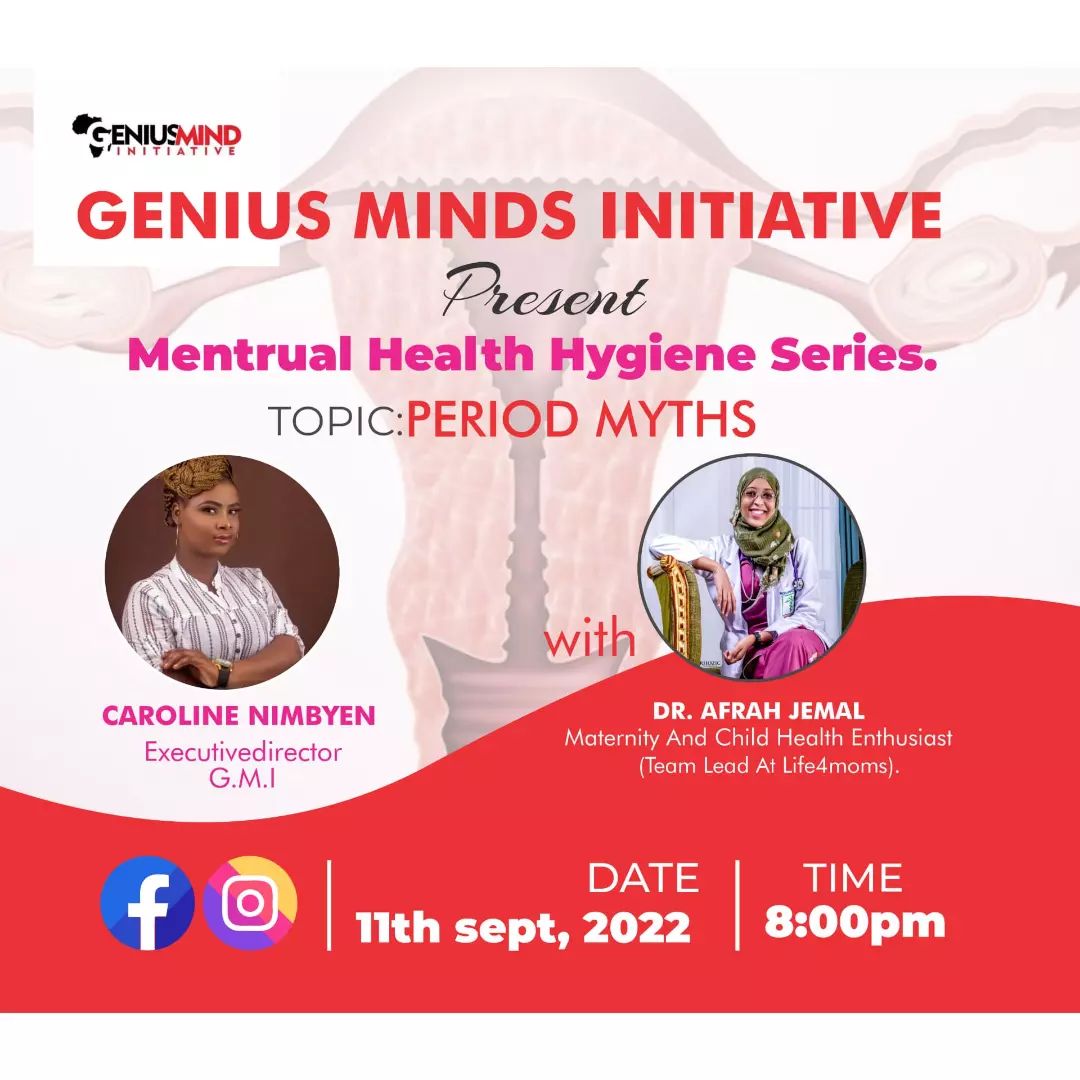 GENIUSMIND
INITIATIVE
GENIUS MINDS INITIATIVE
Present
Mentrual Health Hygiene Series.
TOPIC:PERIOD MYTHS
with
CAROLINE NIMBYEN
Executivedirector
G.M.I
DR. AFRAH JEMAL
Maternity And Child Health Enthusiast
(Team Lead At Life4moms).
DATE
11th sept, 2022
TIME
8:00pm